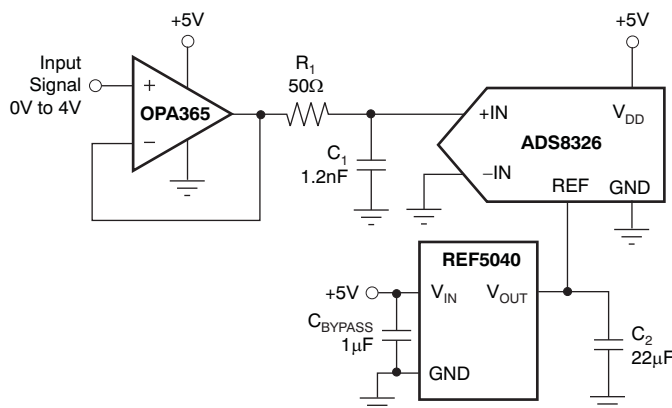 +5V
Input
Signal
0V to 4V
+
−
OPA365
R1
50Ω
C1
1.2nF
+5V
+IN
−IN
VDD
ADS8326
REF
GND
REF5040
+5V
VIN
VOUT
CBYPASS
1μF
GND
C2
22μF